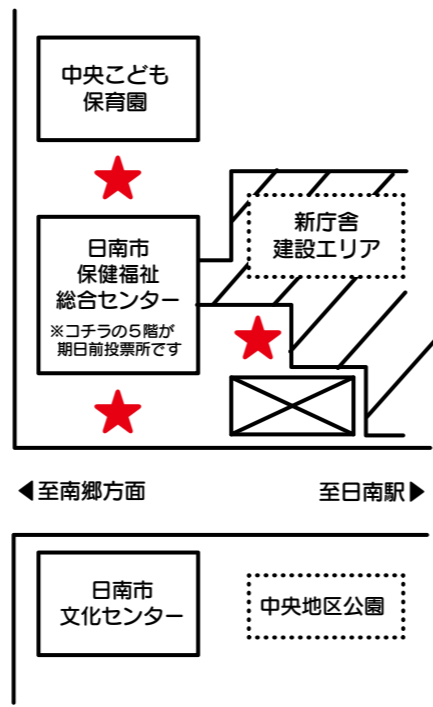 中央こども
保育園
新庁舎
建設エリア
日南市
保健福祉
総合センター
※コチラの5階が
期日前投票所です
◀至南郷方面
至日南駅▶
日南市
文化センター
中央地区公園